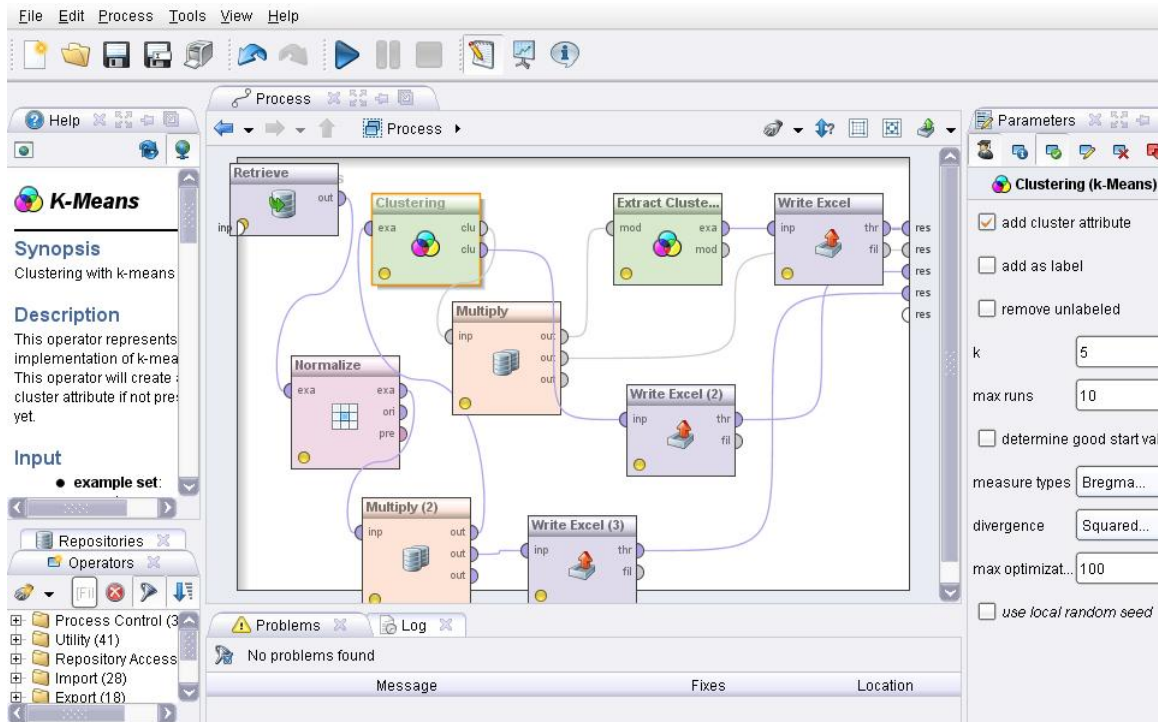 File Edit Process Tools View Help
Process
Help
Process
Parameters
K-Means
Synopsis
Clustering with k-means
Description
This operator represents
implementation of k-mea
This operator will create
cluster attribute if not pre
yet.
Input
example set:
Repositories
Operators
Process Control (3
Utility (41)
Repository Access
Import (28)
Export (18)
Retrieve
out
inp
Clustering
exa clu
clu
Extract Cluste...
mod exa
mod
Write Excel
inp thr
fil
res
res
res
res
res
Multiply
inp out
out
out
Normalize
exa exa
ori
pre
Write Excel (2)
inp thr
fil
Multiply (2)
inp out
out
out
Write Excel (3)
inp thr
fil
Problems
Log
No problems found
Message Fixes Location
Clustering (k-Means)
add cluster attribute
add as label
remove unlabeled
k 5
max runs 10
determine good start val
measure types Bregma...
divergence Squared...
max optimizat... 100
use local random seed